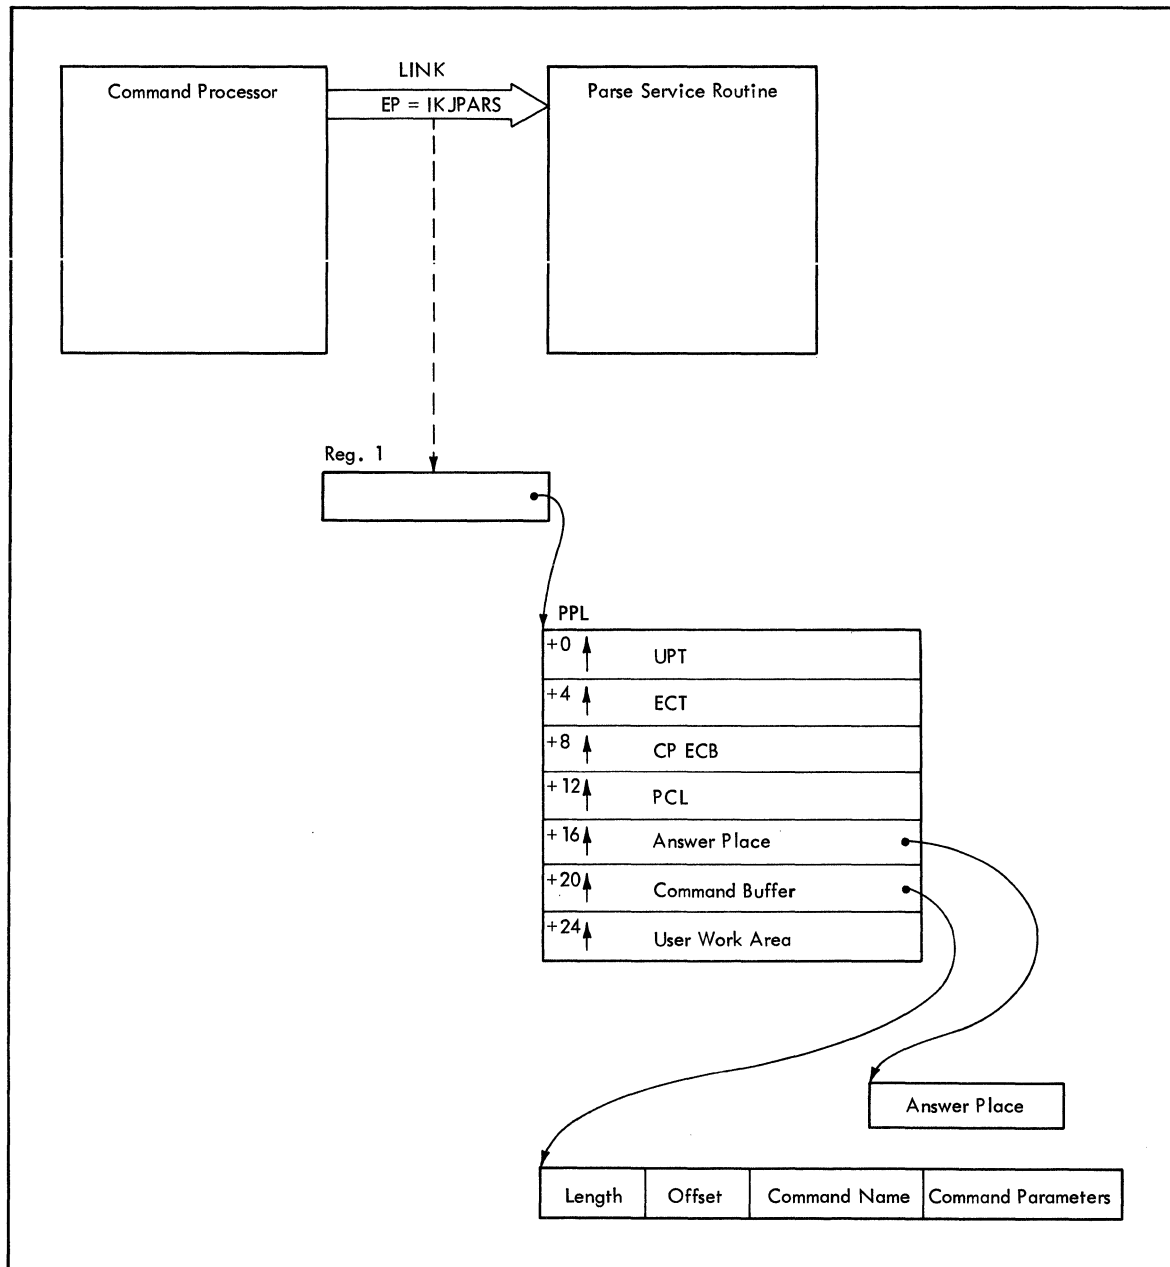 LINK
Command Processor
EP = IKJPARS
Parse Service Routine
Reg. 1
PPL
+0 UPT
+4 ECT
+8 CP ECB
+12 PCL
+16 Answer Place
+20 Command Buffer
+24 User Work Area
Answer Place
Length Offset Command Name Command Parameters